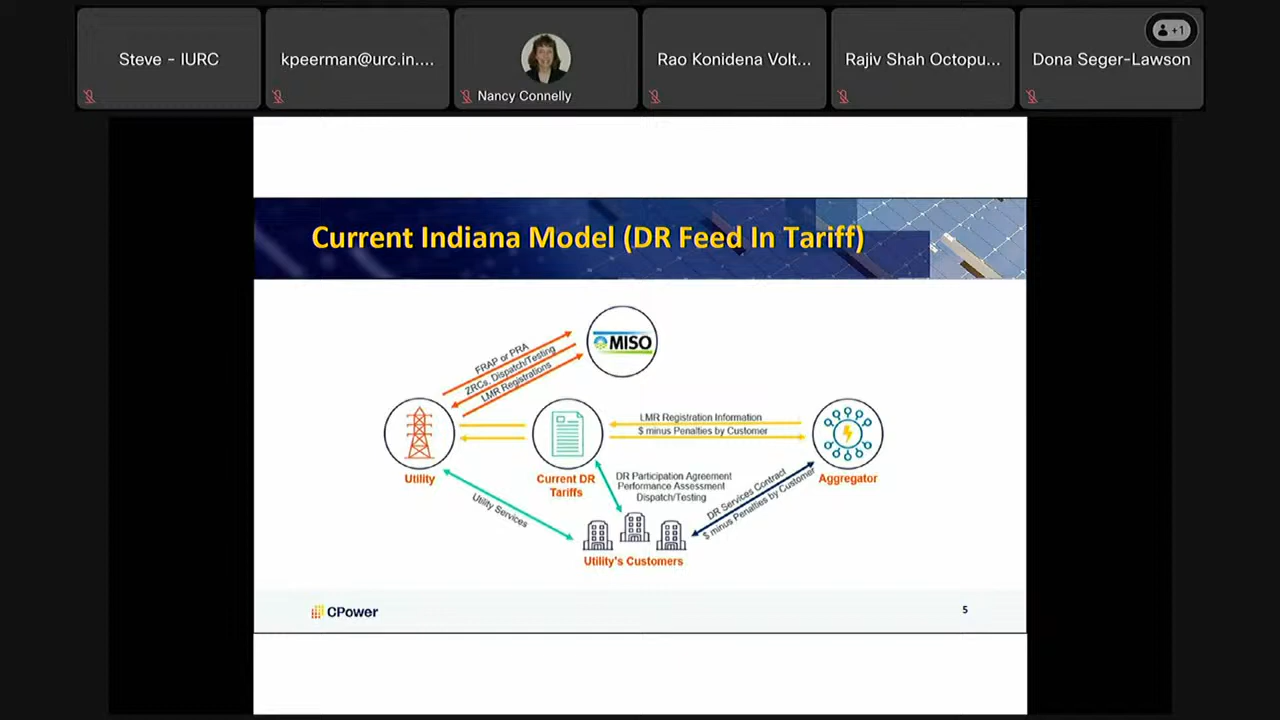 Steve - IURC
kpeerman@urc.in....
Nancy Connelly
Rao Konidena Volt...
Rajiv Shah Octopu...
Dona Seger-Lawson
+1
Current Indiana Model (DR Feed In Tariff)
MISO
FRAP or PRA
ZRCs, Dispatch/Testing
LMR Registrations
LMR Registration Information
$ minus Penalties by Customer
Utility
Current DR
Tariffs
Aggregator
DR Participation Agreement
Performance Assessment
Dispatch/Testing
DR Services Contract
$ minus Penalties by Customer
Utility Services
Utility's Customers
CPower
5